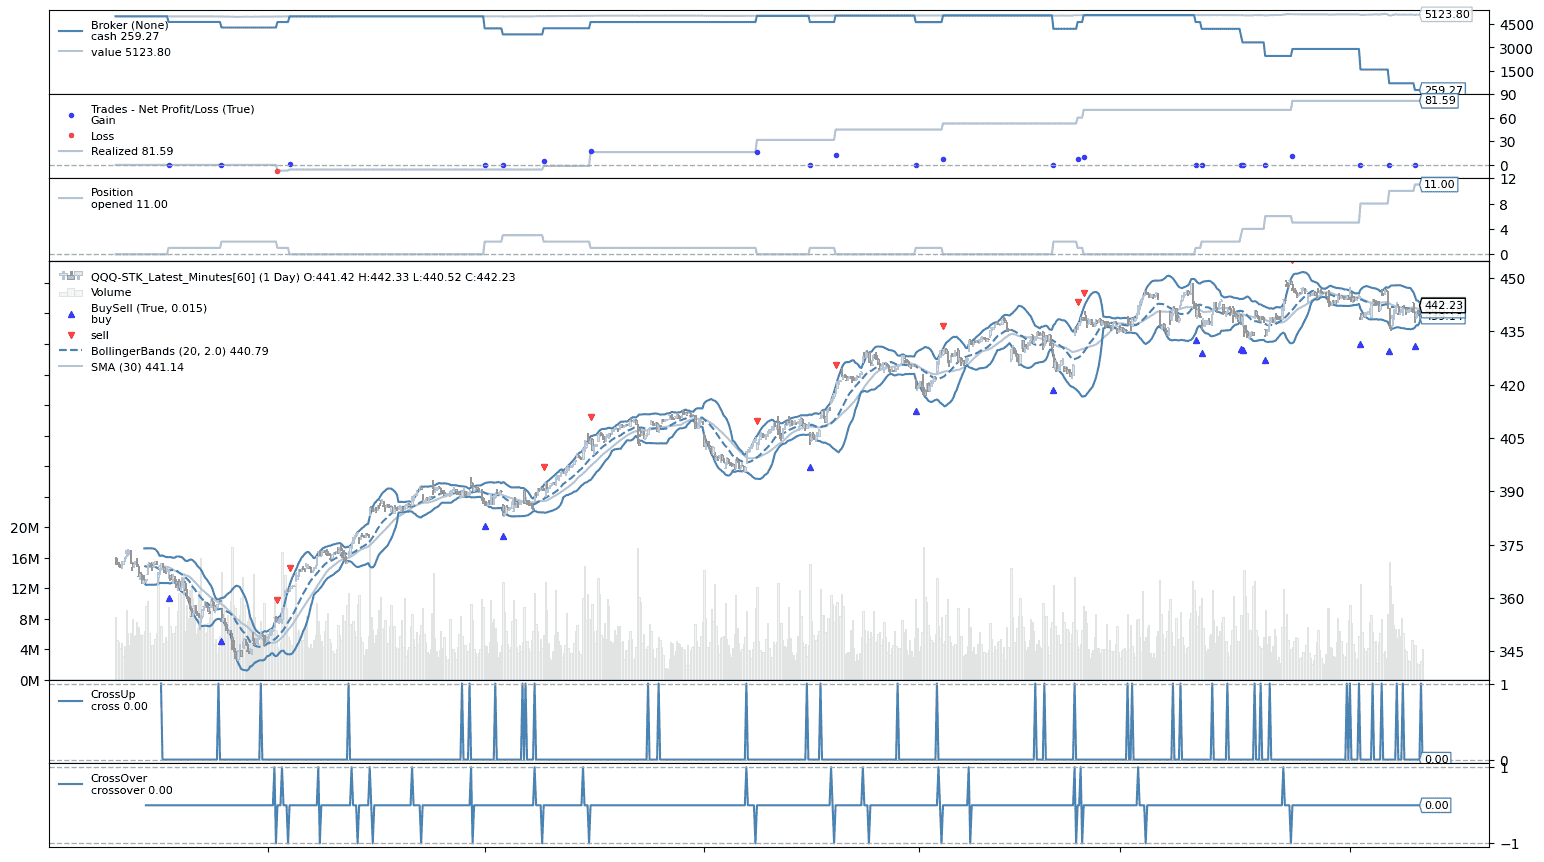 Broker (None)
cash 259.27
value 5123.80
5123.80
4500
3000
1500
259.27
Trades - Net Profit/Loss (True)
Gain
Loss
Realized 81.59
90
81.59
60
30
0
Position
opened 11.00
12
11.00
8
4
0
QQQ-STK_Latest_Minutes[60] (1 Day) O:441.42 H:442.33 L:440.52 C:442.23
Volume
BuySell (True, 0.015)
buy
sell
BollingerBands (20, 2.0) 440.79
SMA (30) 441.14
450
442.23
435
420
405
390
375
360
345
20M
16M
12M
8M
4M
0M
CrossUp
cross 0.00
1
0.00
0
CrossOver
crossover 0.00
1
0.00
−1